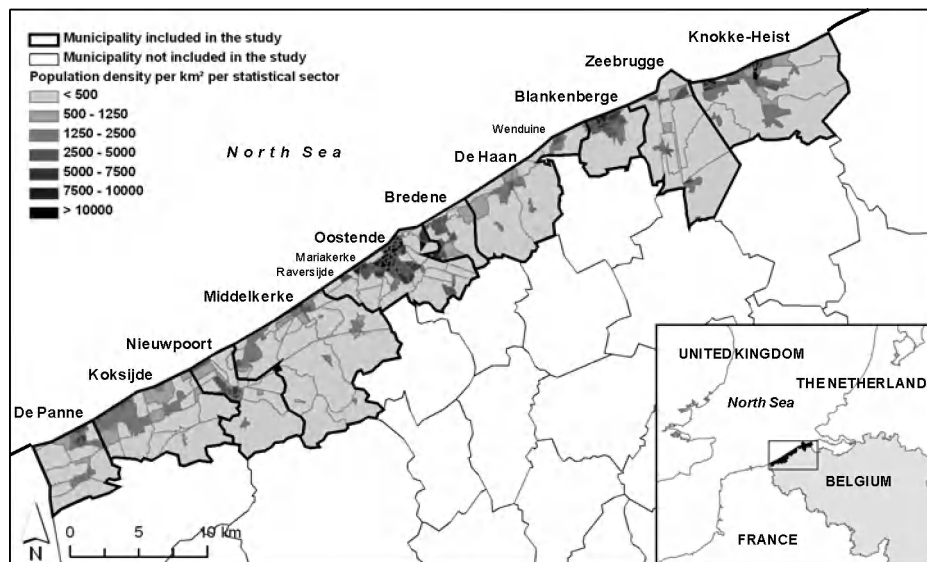 Municipality included in the study
Municipality not included in the study
Population density per km² per statistical sector
< 500
500 - 1250
1250 - 2500
2500 - 5000
5000 - 7500
7500 - 10000
> 10000
North Sea
Knokke-Heist
Zeebrugge
Blankenberge
Wenduine
De Haan
Bredene
Oostende
Mariakerke
Raversijde
Middelkerke
Nieuwpoort
Koksijde
De Panne
N
0 5 10 km
UNITED KINGDOM
THE NETHERLAND
North Sea
BELGIUM
FRANCE